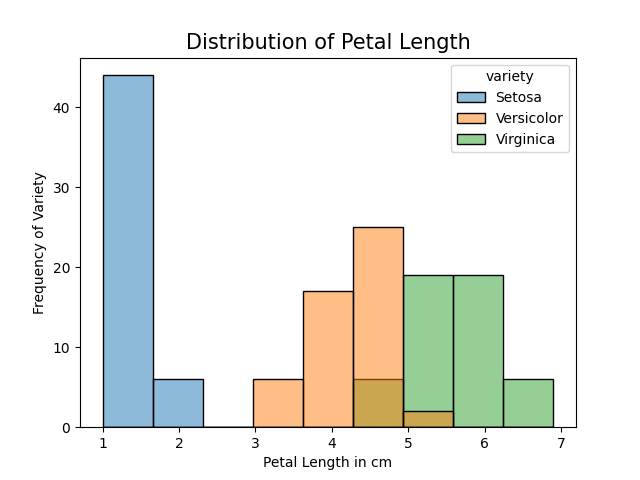 Distribution of Petal Length
variety
Setosa
Versicolor
Virginica
Frequency of Variety
40
30
20
10
0
1 2 3 4 5 6 7
Petal Length in cm